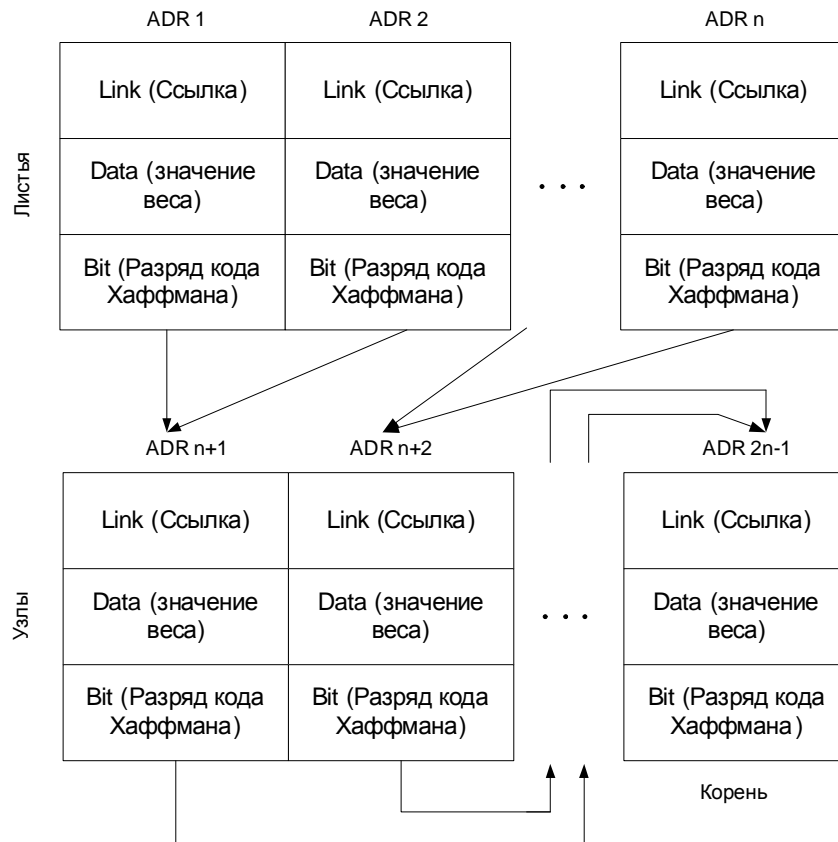 ADR 1 ADR 2 ADR n
Листья
Link (Ссылка) Link (Ссылка) Link (Ссылка)
Data (значение Data (значение Data (значение
веса) веса) . . . веса)
Bit (Разряд кода Bit (Разряд кода Bit (Разряд кода
Хаффмана) Хаффмана) Хаффмана)
ADR n+1 ADR n+2 ADR 2n-1
Узлы
Link (Ссылка) Link (Ссылка) Link (Ссылка)
Data (значение Data (значение Data (значение
веса) веса) . . . веса)
Bit (Разряд кода Bit (Разряд кода Bit (Разряд кода
Хаффмана) Хаффмана) Хаффмана)
Корень